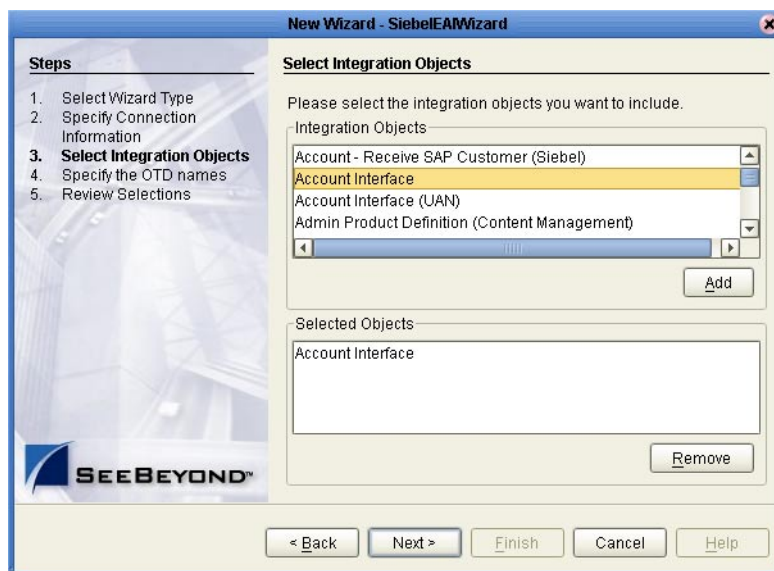 New Wizard - SiebelEAIWizard
Steps
1. Select Wizard Type
2. Specify Connection
Information
3. Select Integration Objects
4. Specify the OTD names
5. Review Selections
SEEBEYOND™
Select Integration Objects
Please select the integration objects you want to include.
Integration Objects
Account - Receive SAP Customer (Siebel)
Account Interface
Account Interface (UAN)
Admin Product Definition (Content Management)
Add
Selected Objects
Account Interface
Remove
< Back
Next >
Finish
Cancel
Help